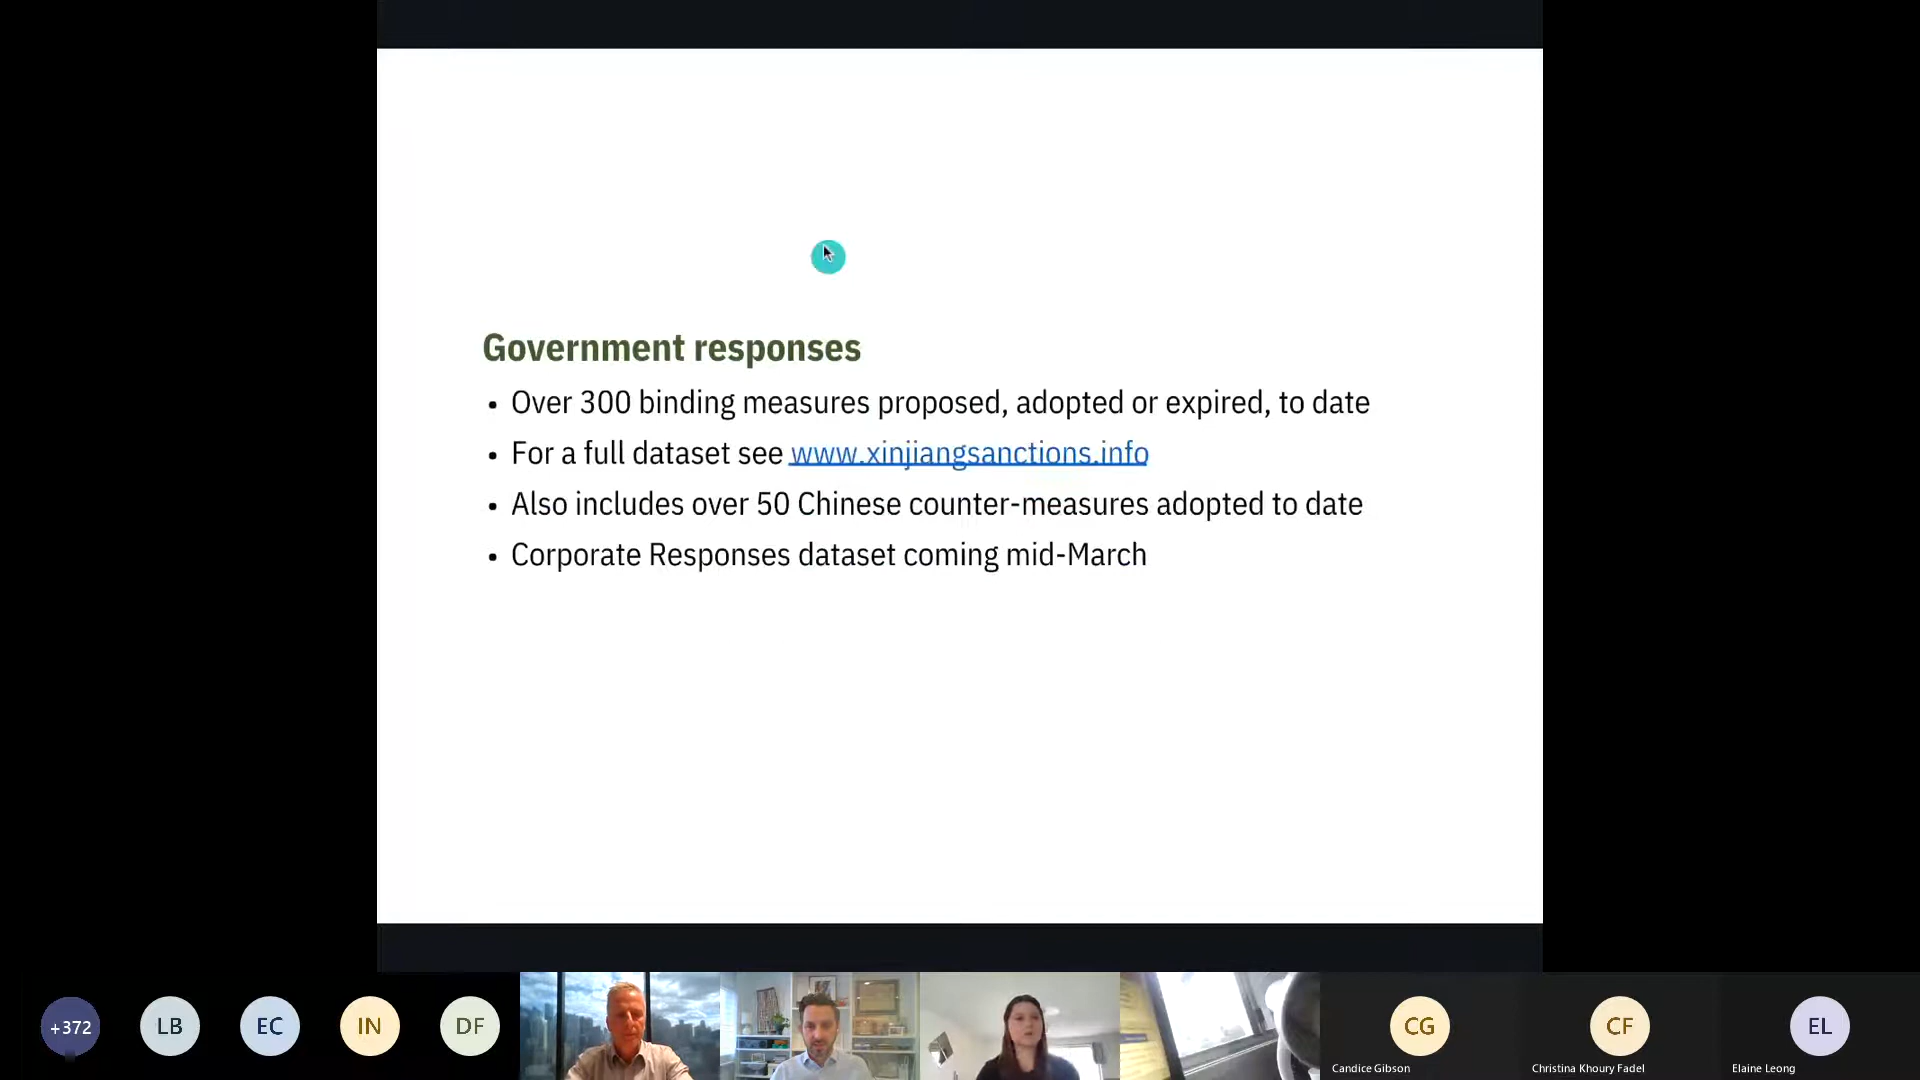 Government responses
• Over 300 binding measures proposed, adopted or expired, to date
• For a full dataset see www.xinjiangsanctions.info
• Also includes over 50 Chinese counter-measures adopted to date
• Corporate Responses dataset coming mid-March
+372
LB
EC
IN
DF
CG
CF
EL
Candice Gibson
Christina Khoury Fadel
Elaine Leong